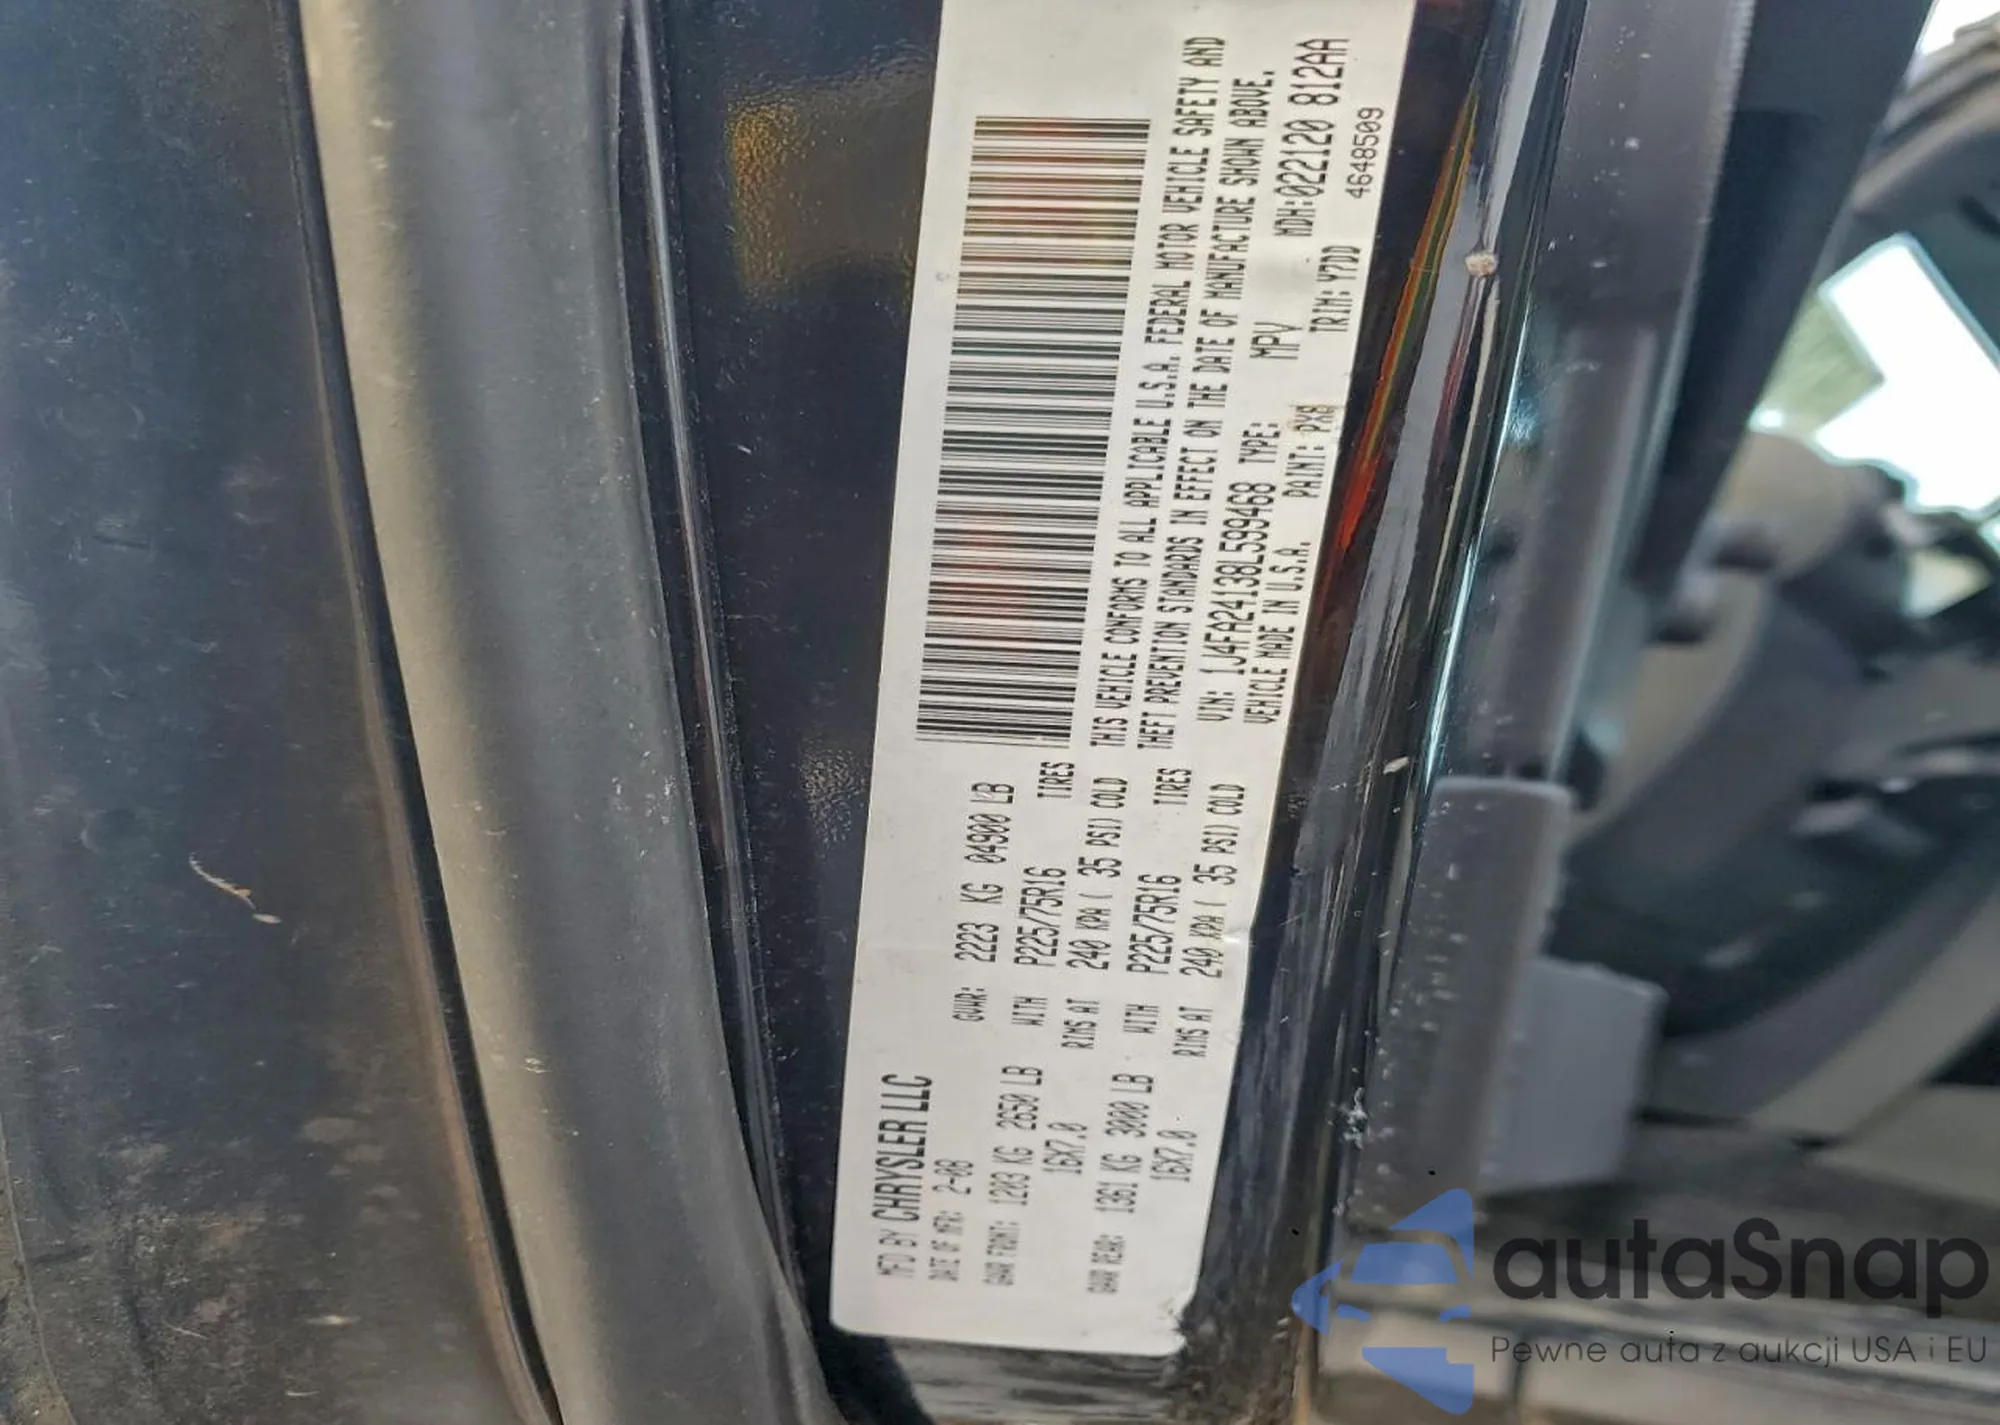 MFD BY CHRYSLER LLC
DATE OF MFR: 2-08 GVWR: 2223 KG 04900 LB
GAWR FRONT: 1203 KG 2650 LB WITH P225/75R16 TIRES
16X7.0 RIMS AT 240 KPA ( 35 PSI) COLD
GAWR REAR: 1361 KG 3000 LB WITH P225/75R16 TIRES
16X7.0 RIMS AT 240 KPA ( 35 PSI) COLD
THIS VEHICLE CONFORMS TO ALL APPLICABLE U.S.A. FEDERAL MOTOR VEHICLE SAFETY AND
THEFT PREVENTION STANDARDS IN EFFECT ON THE DATE OF MANUFACTURE SHOWN ABOVE.
VIN: 1J4FA24138L599468 TYPE: MPV MDH:022120 812AA
VEHICLE MADE IN U.S.A. PAINT: PX8 TRIM: Y7DD 4648509
autaSnap
Pewne auta z aukcji USA i EU